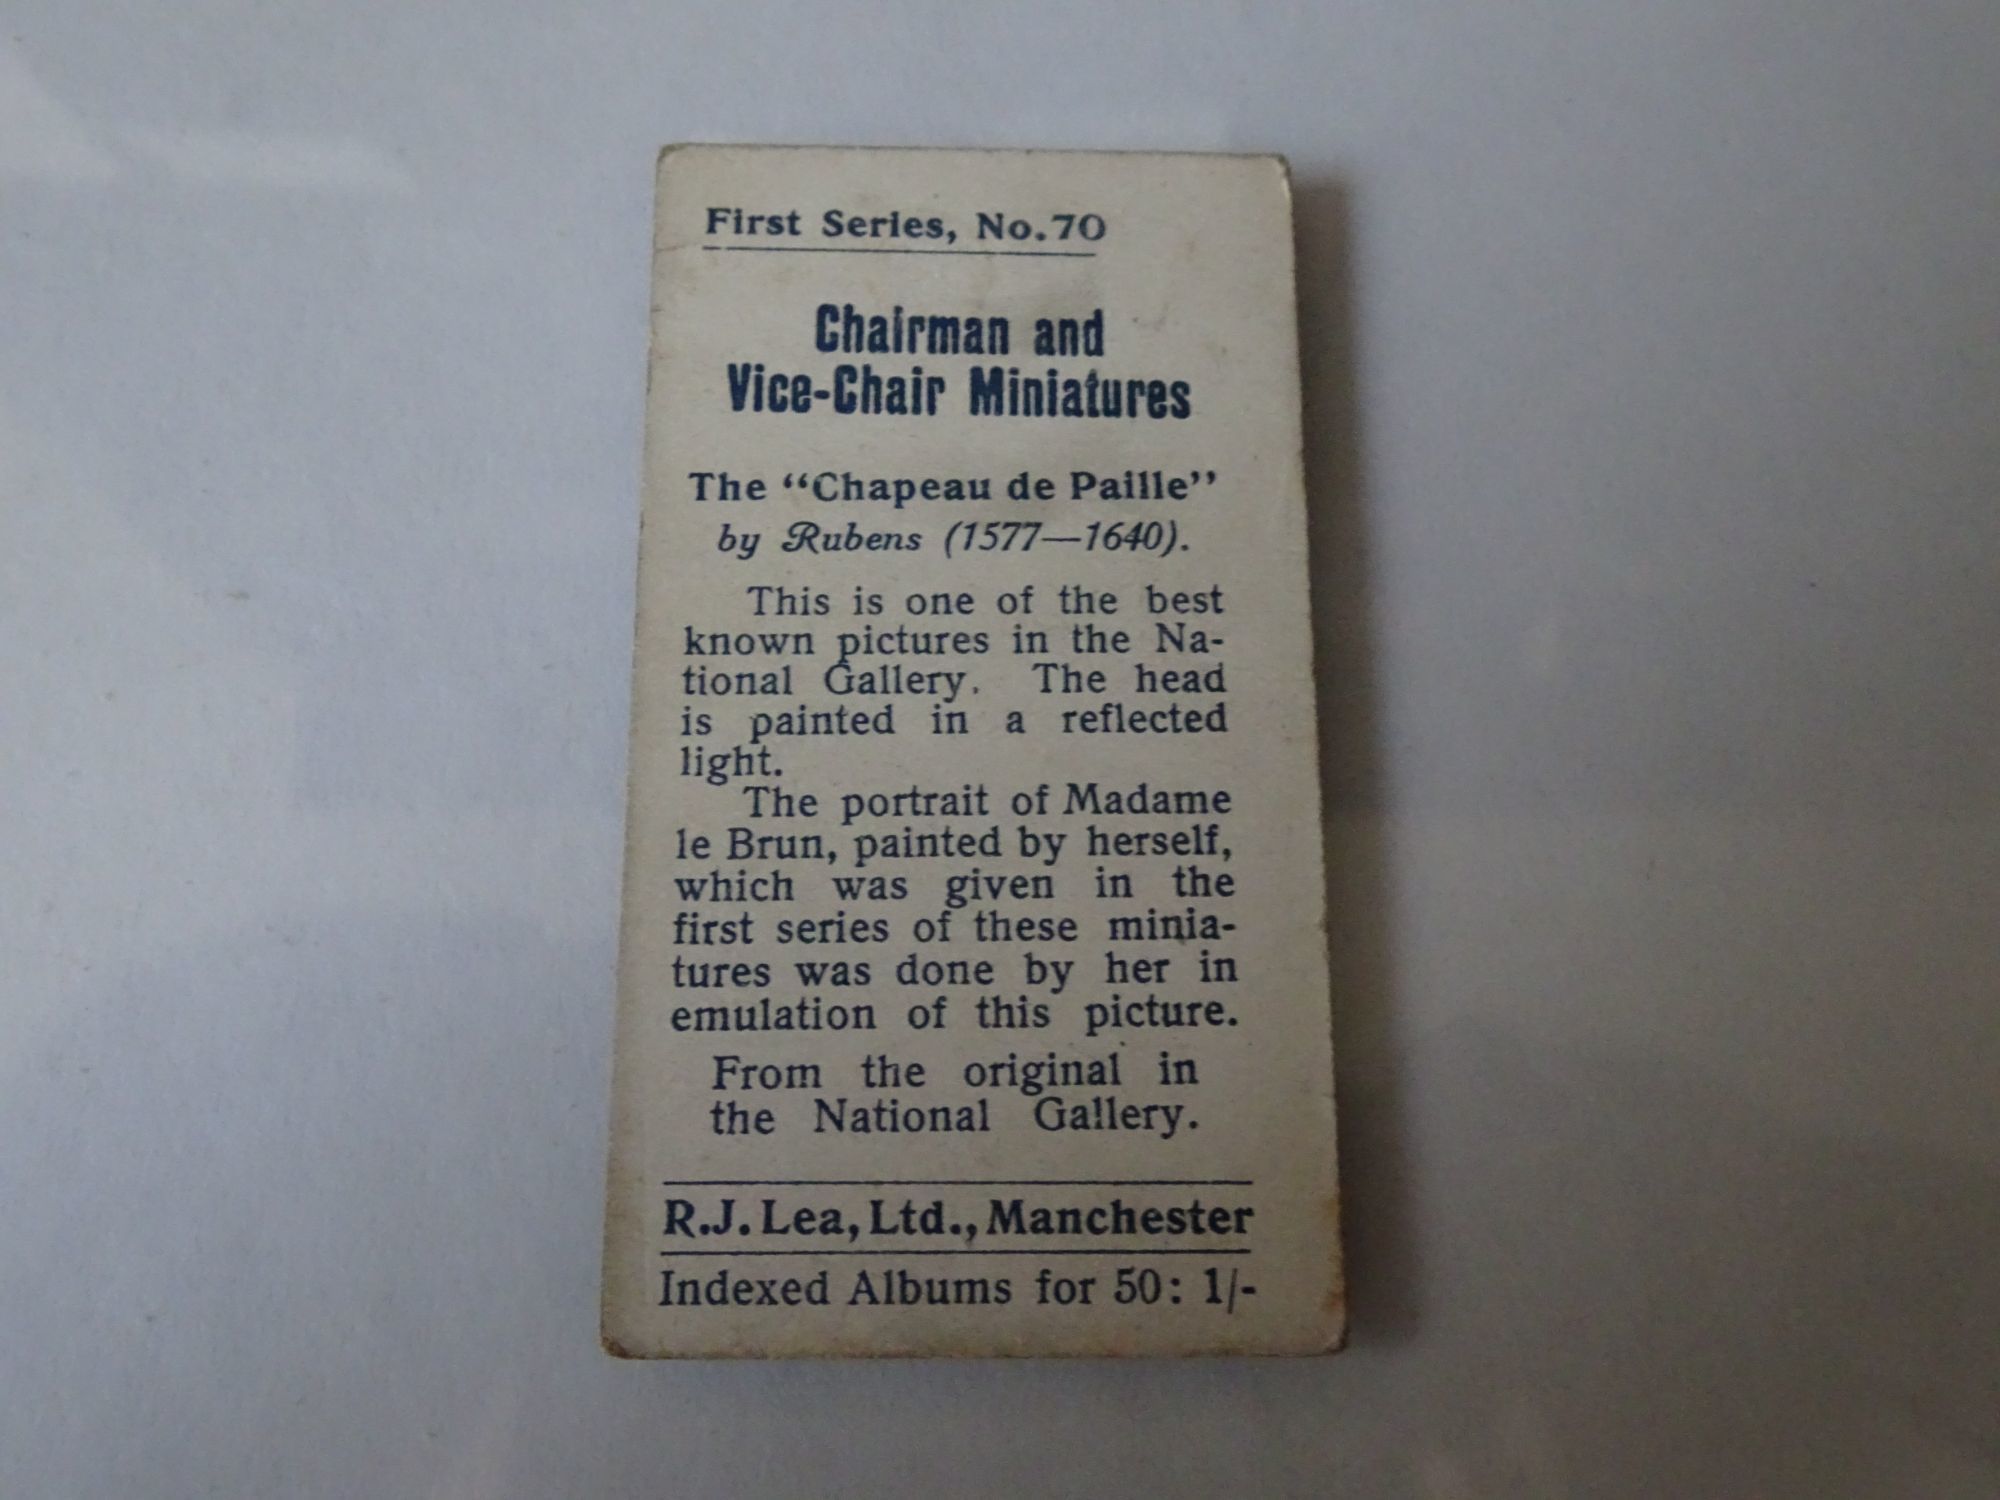 First Series, No.70
Chairman and
Vice-Chair Miniatures
The “Chapeau de Paille”
by Rubens (1577—1640).
This is one of the best
known pictures in the Na-
tional Gallery. The head
is painted in a reflected
light.
The portrait of Madame
le Brun, painted by herself,
which was given in the
first series of these minia-
tures was done by her in
emulation of this picture.
From the original in
the National Gallery.
R.J. Lea, Ltd., Manchester
Indexed Albums for 50: 1/-